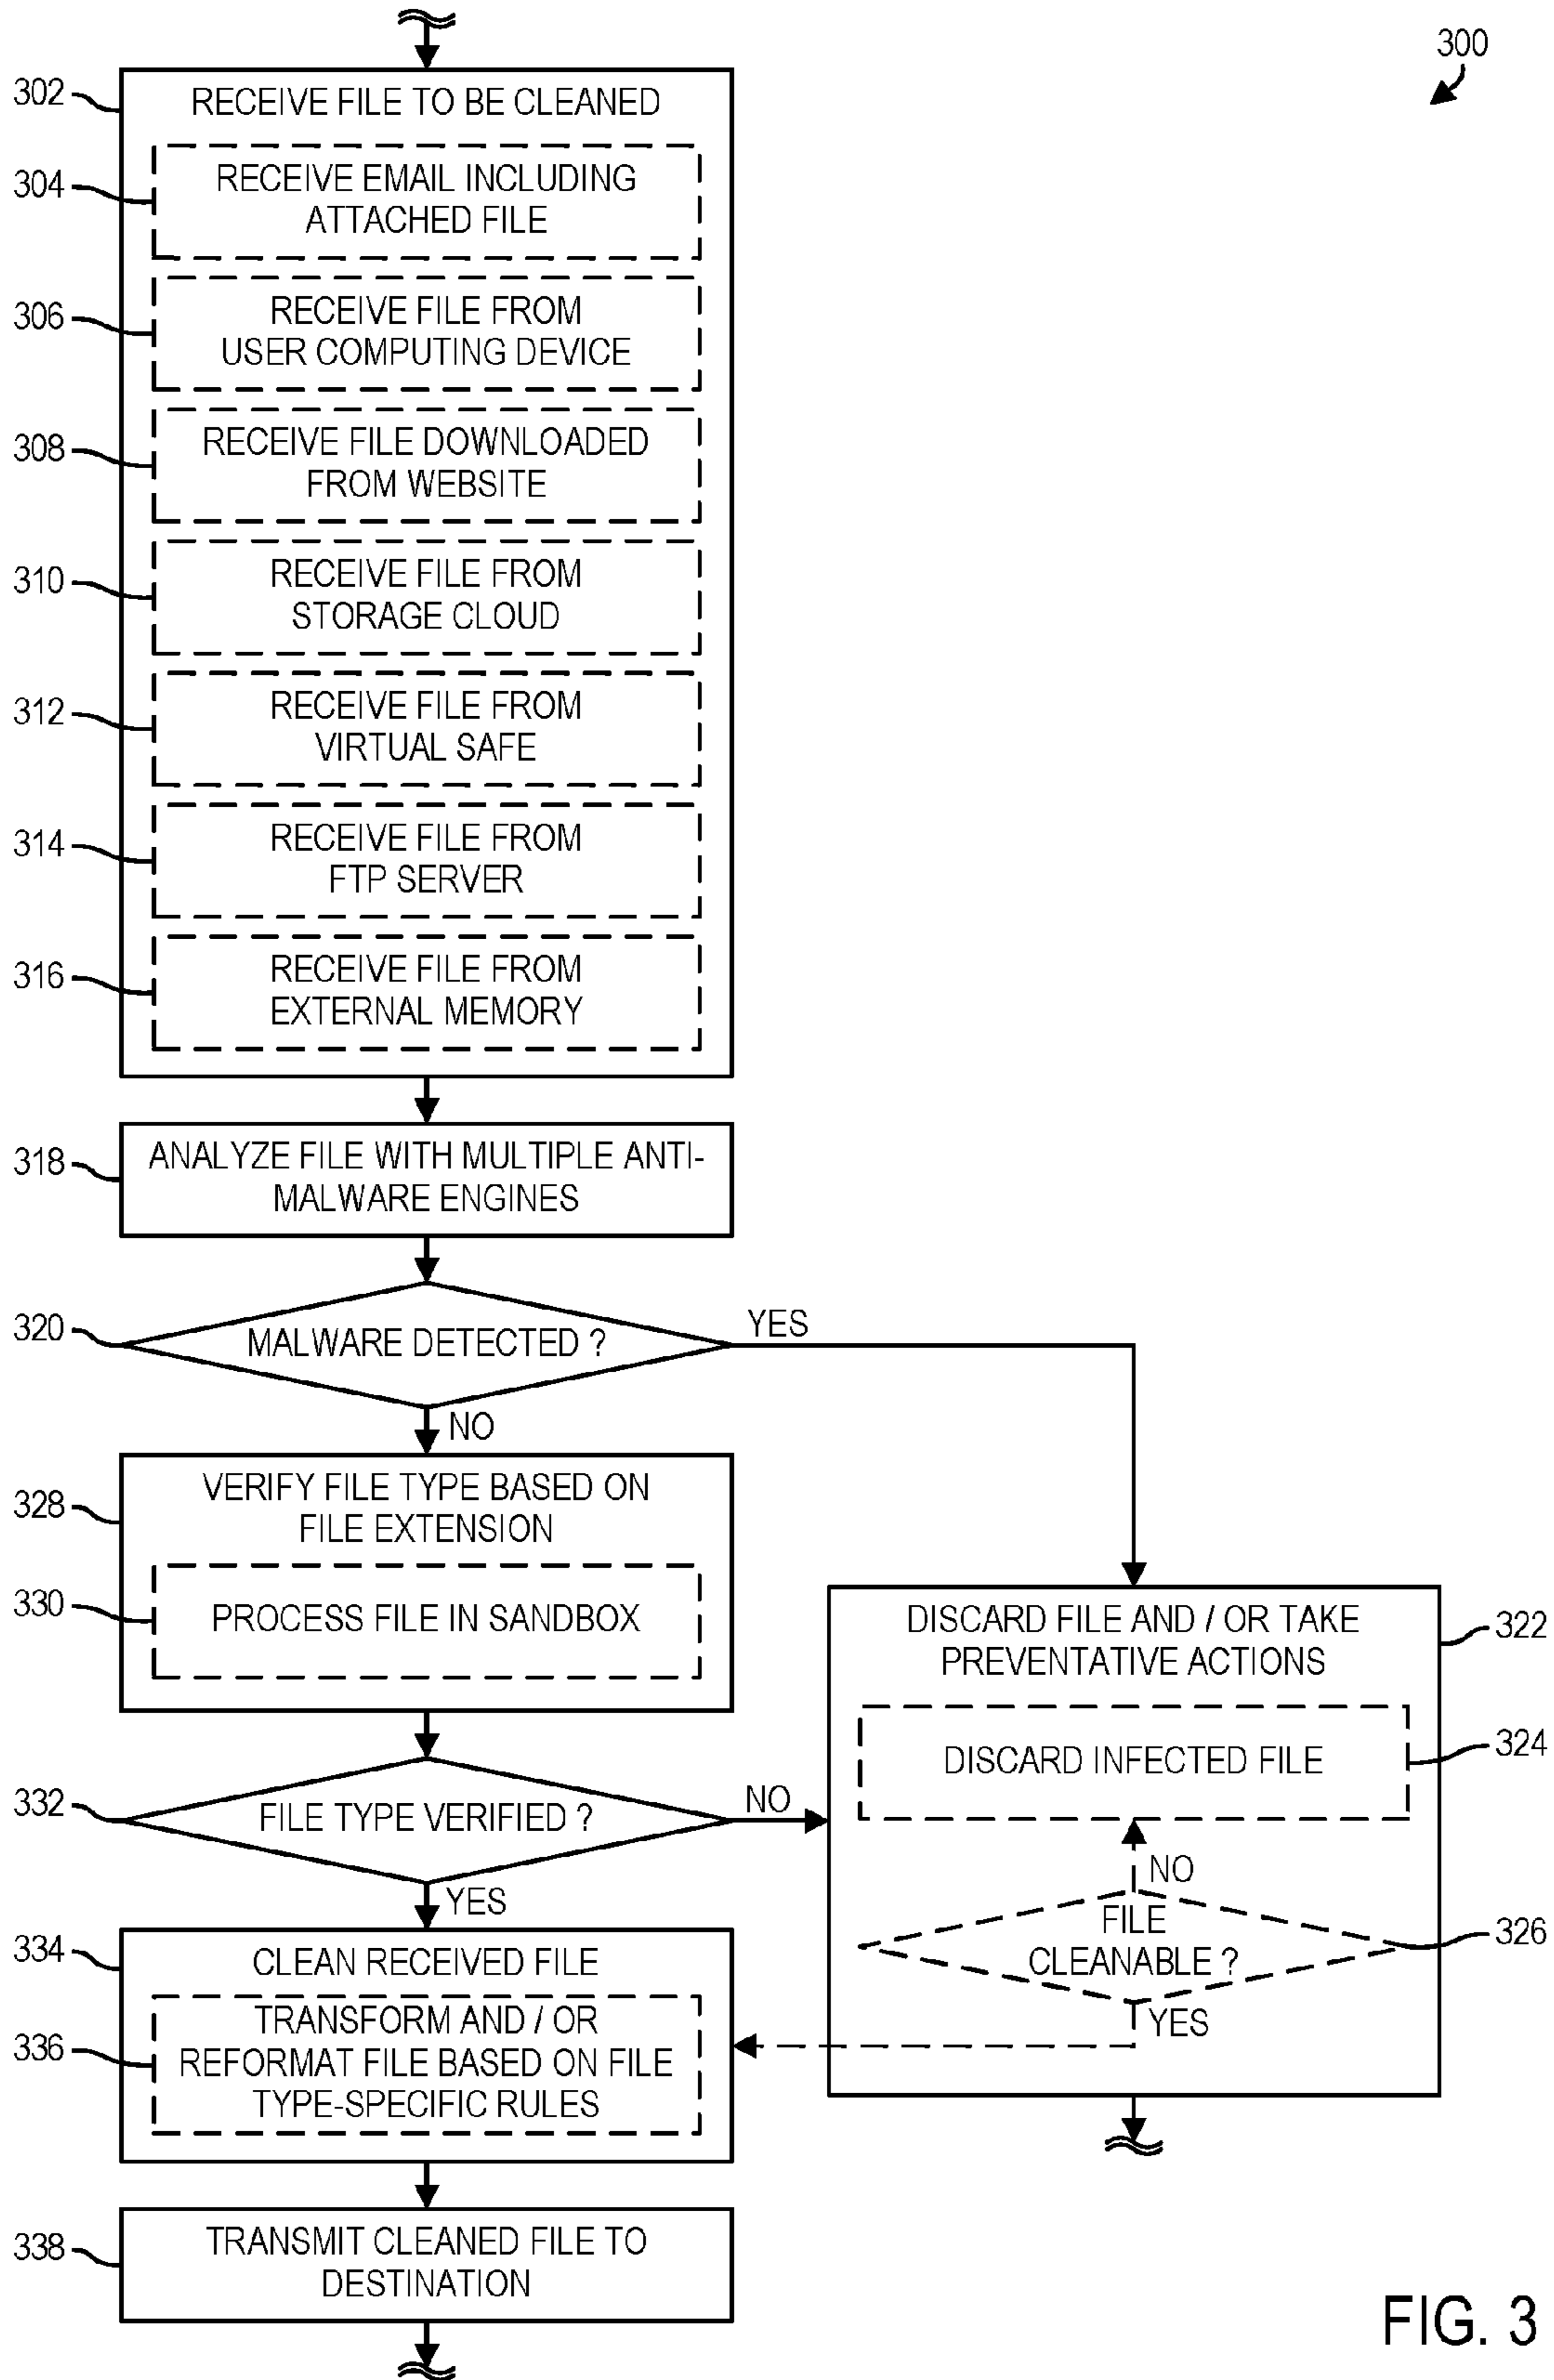 300
302
RECEIVE FILE TO BE CLEANED
304
RECEIVE EMAIL INCLUDING
ATTACHED FILE
306
RECEIVE FILE FROM
USER COMPUTING DEVICE
308
RECEIVE FILE DOWNLOADED
FROM WEBSITE
310
RECEIVE FILE FROM
STORAGE CLOUD
312
RECEIVE FILE FROM
VIRTUAL SAFE
314
RECEIVE FILE FROM
FTP SERVER
316
RECEIVE FILE FROM
EXTERNAL MEMORY
318
ANALYZE FILE WITH MULTIPLE ANTI-
MALWARE ENGINES
320
MALWARE DETECTED ?
YES
NO
328
VERIFY FILE TYPE BASED ON
FILE EXTENSION
330
PROCESS FILE IN SANDBOX
332
FILE TYPE VERIFIED ?
NO
YES
322
DISCARD FILE AND / OR TAKE
PREVENTATIVE ACTIONS
324
DISCARD INFECTED FILE
NO
326
FILE
CLEANABLE ?
YES
334
CLEAN RECEIVED FILE
336
TRANSFORM AND / OR
REFORMAT FILE BASED ON FILE
TYPE-SPECIFIC RULES
338
TRANSMIT CLEANED FILE TO
DESTINATION
FIG. 3